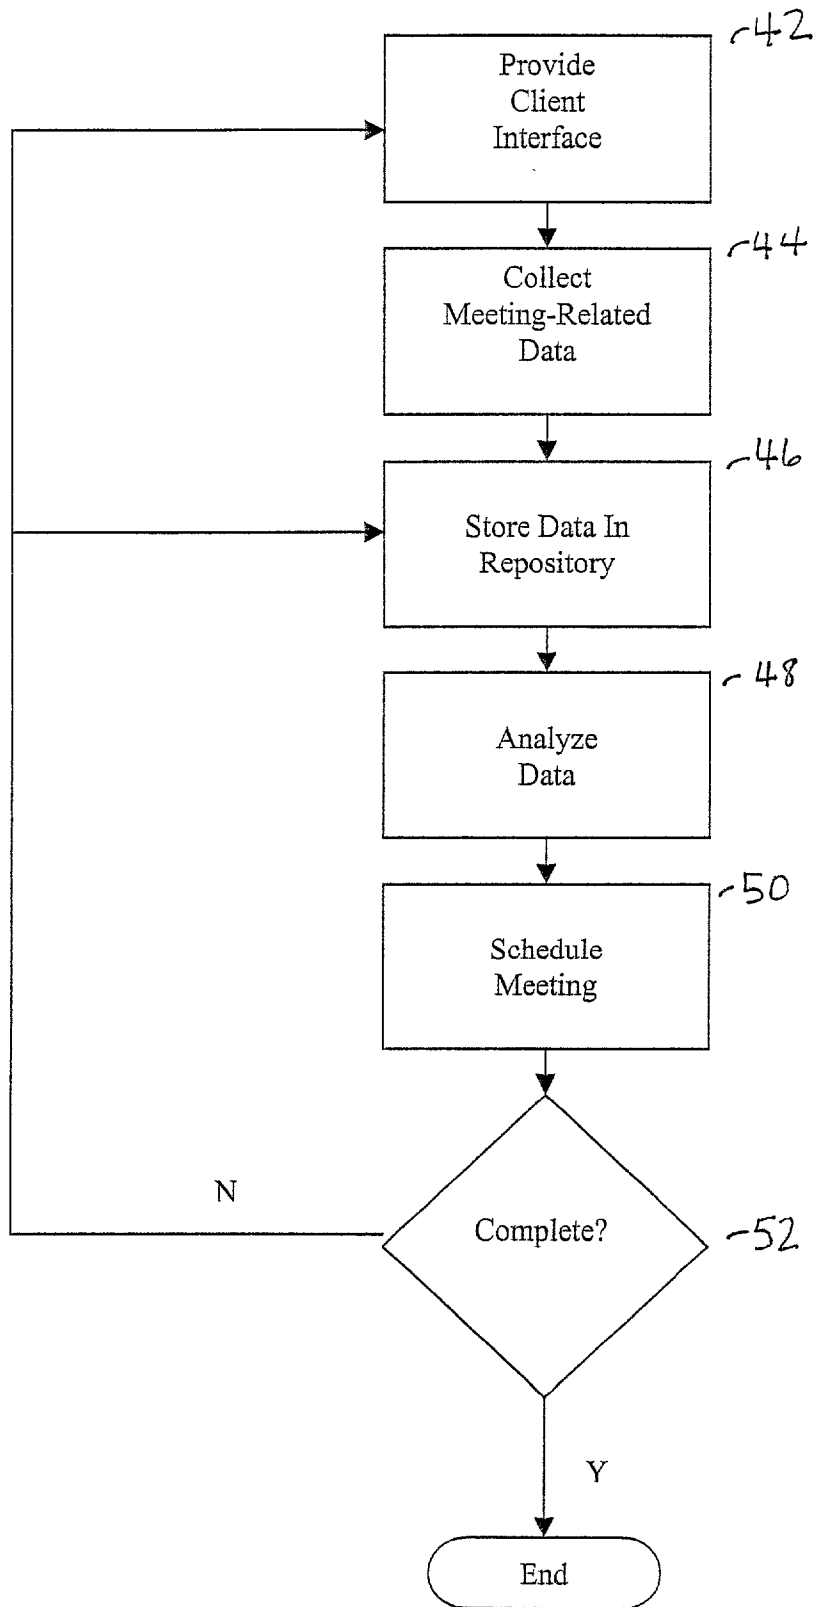 42
Provide
Client
Interface
44
Collect
Meeting-Related
Data
46
Store Data In
Repository
48
Analyze
Data
50
Schedule
Meeting
N
Complete?
52
Y
End